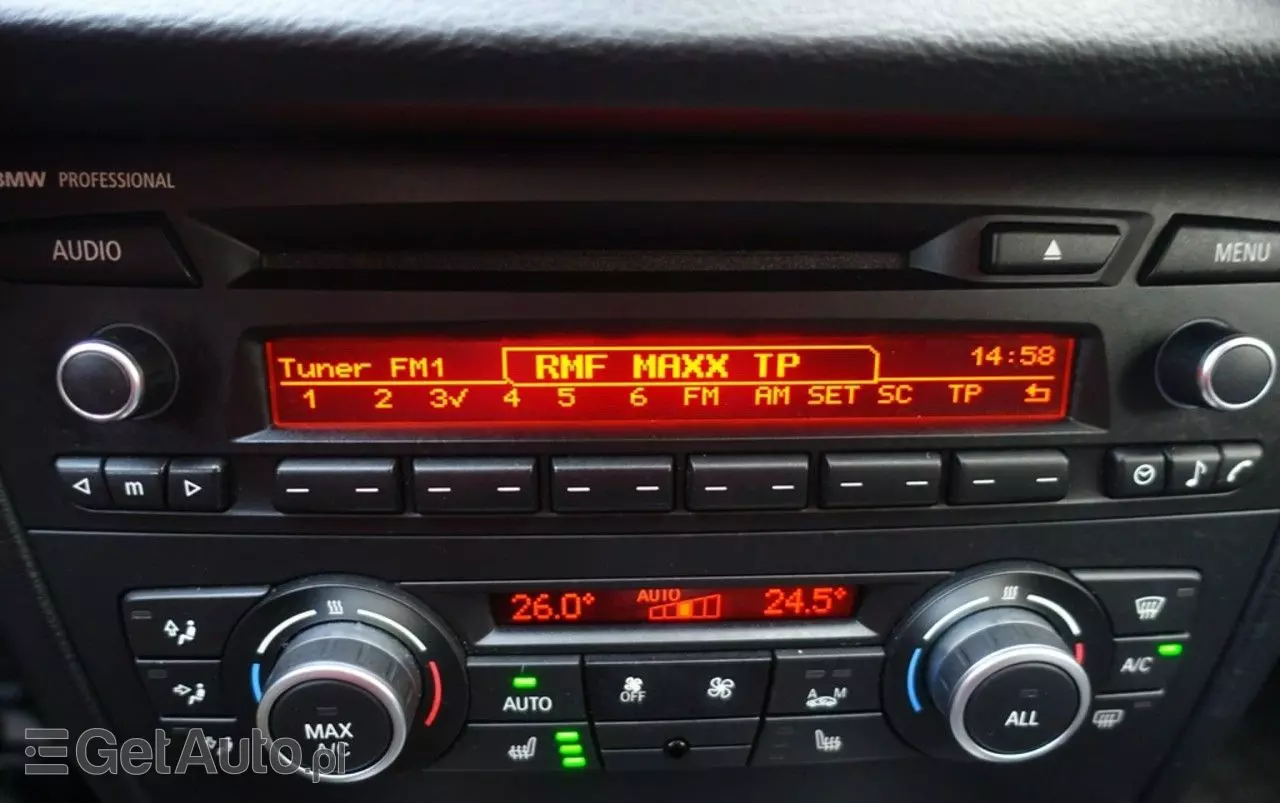 BMW PROFESSIONAL
AUDIO
MENU
Tuner FM1 RMF MAXX TP 14:58
1 2 3✓ 4 5 6 FM AM SET SC TP
m
26.0° AUTO 24.5°
AUTO
OFF
A M
A/C
MAX
A/C
ALL
GetAuto.pl